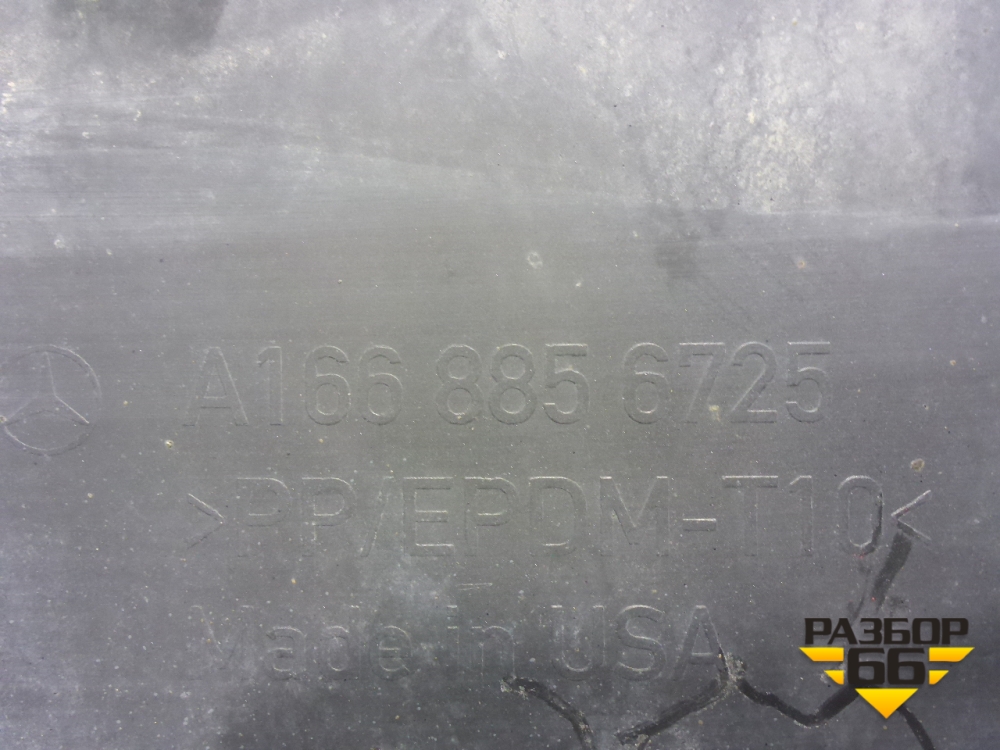 A166 885 6725
>PP/EPDM-T10<
Made in USA
РАЗБОР
66